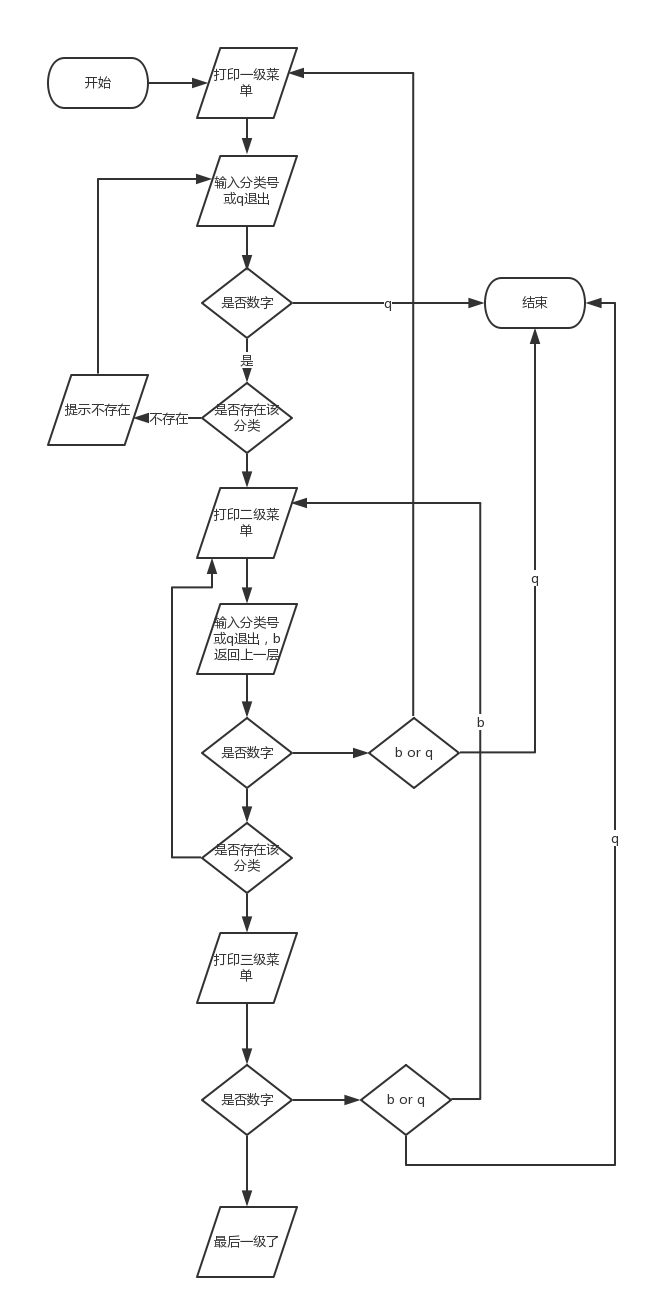 开始
打印一级菜
单
输入分类号
或q退出
是否数字
q
结束
是
提示不存在
不存在
是否存在该
分类
打印二级菜
单
q
输入分类号
或q退出，b
返回上一层
b
是否数字
b or q
q
是否存在该
分类
打印三级菜
单
是否数字
b or q
最后一级了